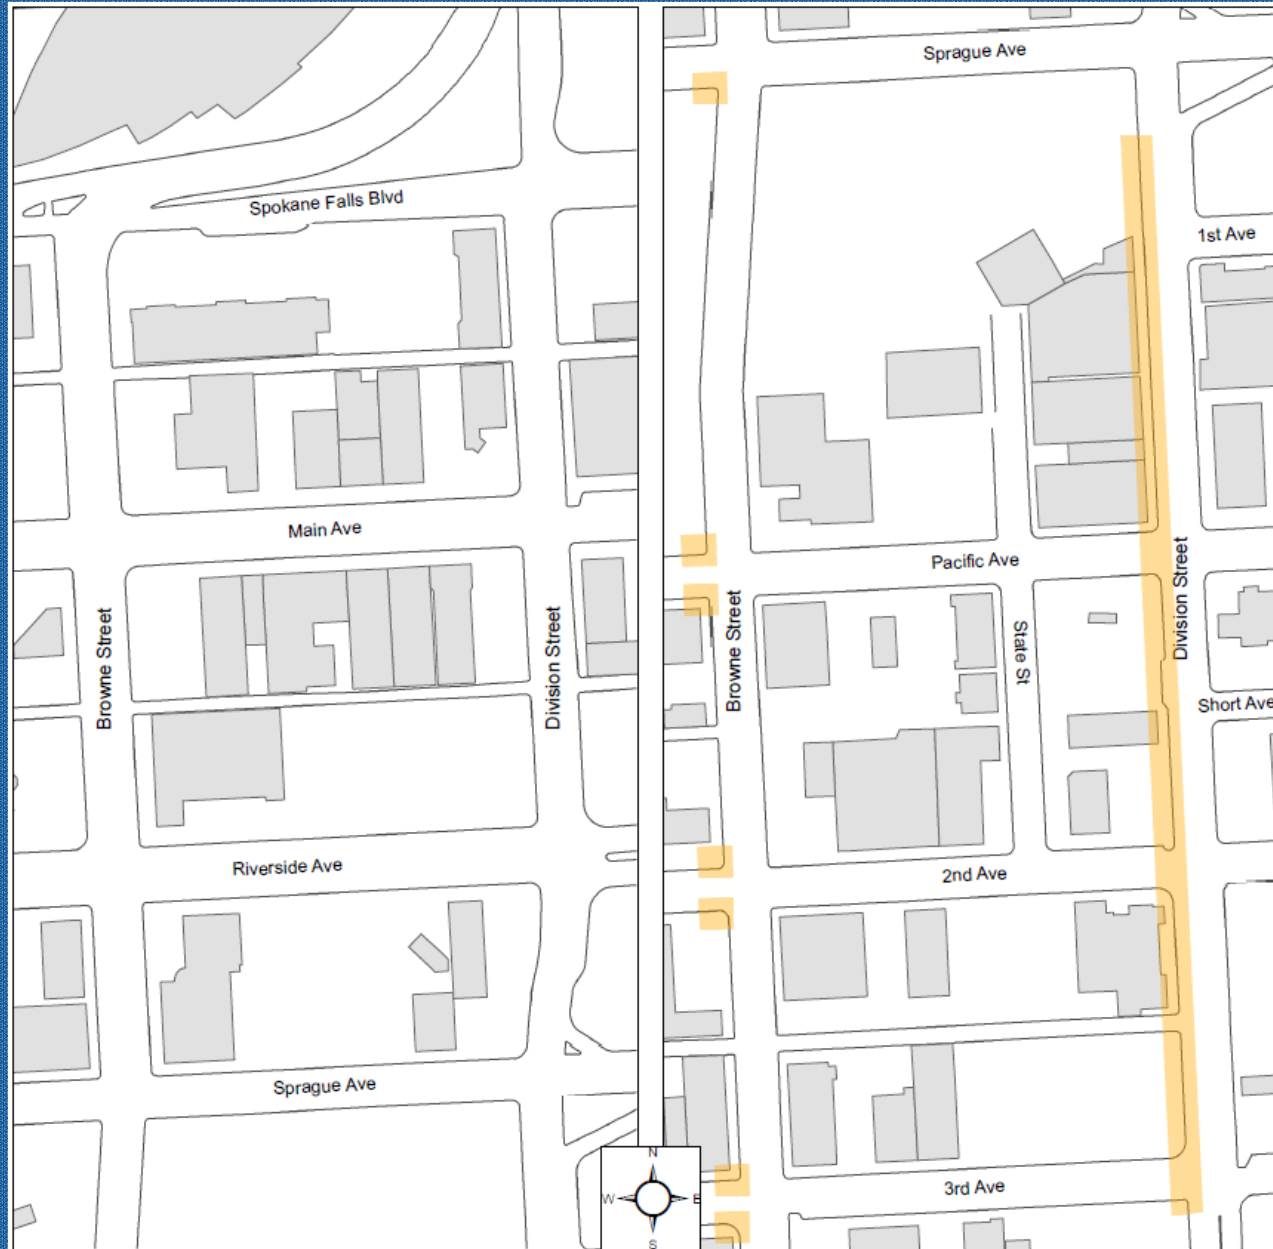 Spokane Falls Blvd
Main Ave
Browne Street
Division Street
Riverside Ave
Sprague Ave
Sprague Ave
1st Ave
Pacific Ave
Division Street
Browne Street
State St
Short Ave
2nd Ave
3rd Ave
N
W
E
S